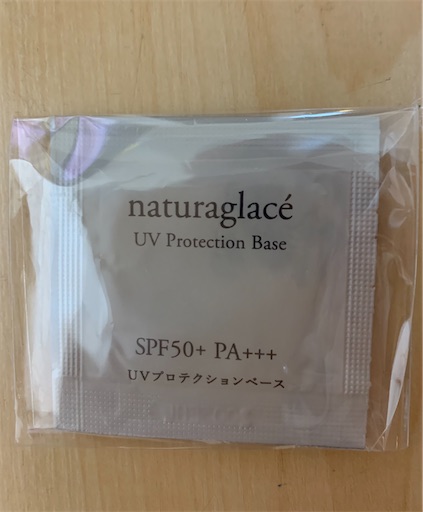 naturaglacé
UV Protection Base
SPF50+ PA+++
UVプロテクションベース